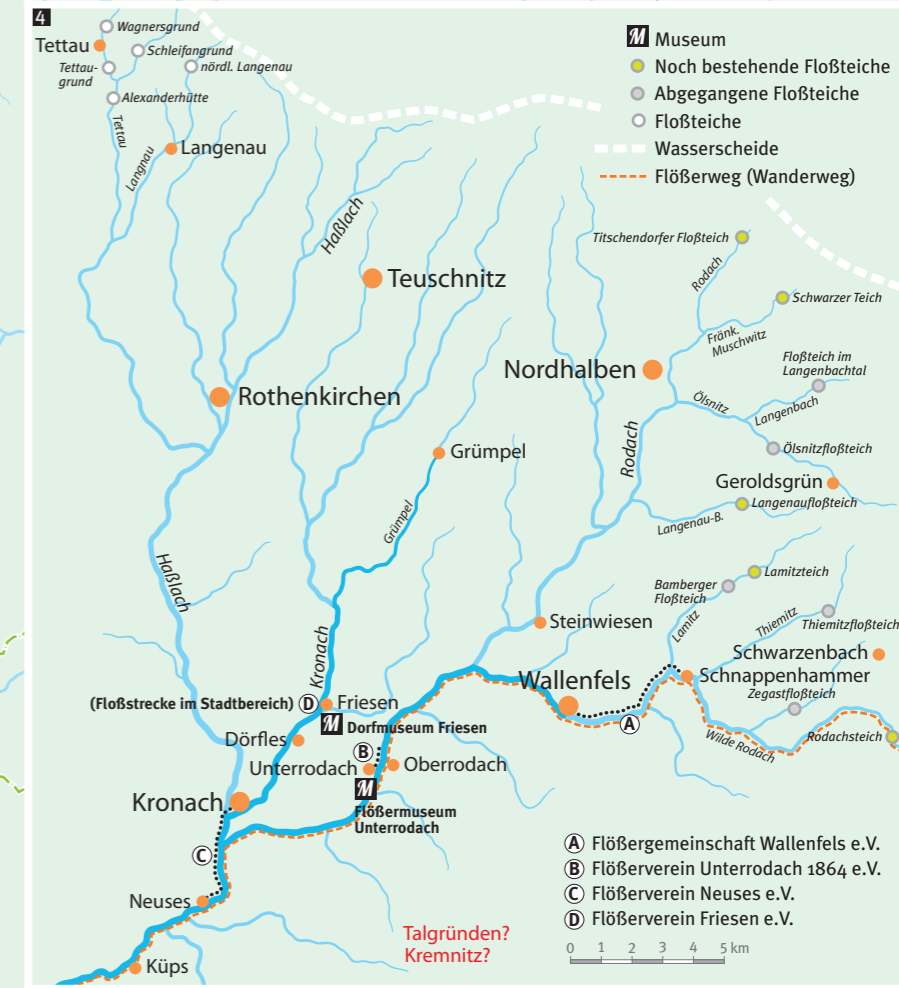 4
Wagnersgrund
Tettau
Schleifangrund
Tettau-
grund
nördl. Langenau
Alexanderhütte
Tettau
Langnau
Langenau
M Museum
Noch bestehende Floßteiche
Abgegangene Floßteiche
Floßteiche
Wasserscheide
Flößerweg (Wanderweg)
Haßlach
Titschendorfer Floßteich
Teuschnitz
Rodach
Schwarzer Teich
Fränk.
Muschwitz
Nordhalben
Floßteich im
Langenbachtal
Rothenkirchen
Ölsnitz
Langenbach
Rodach
Grümpel
Ölsnitzfloßteich
Geroldsgrün
Langenaufloßteich
Grümpel
Langenau-B.
Haßlach
Lamitzteich
Bamberger
Floßteich
Lamitz
Thiemitz
Thiemitzfloßteich
Steinwiesen
Kronach
Schwarzenbach
Wallenfels
Schnappenhammer
Zegastfloßteich
(Floßstrecke im Stadtbereich) D Friesen
M Dorfmuseum Friesen
A
Wilde Rodach
Rodachsteich
Dörfles
B
Unterrodach
Oberrodach
M
Flößermuseum
Unterrodach
Kronach
C
A Flößergemeinschaft Wallenfels e.V.
B Flößerverein Unterrodach 1864 e.V.
C Flößerverein Neuses e.V.
D Flößerverein Friesen e.V.
Neuses
Talgründen?
Kremnitz?
0 1 2 3 4 5 km
Küps